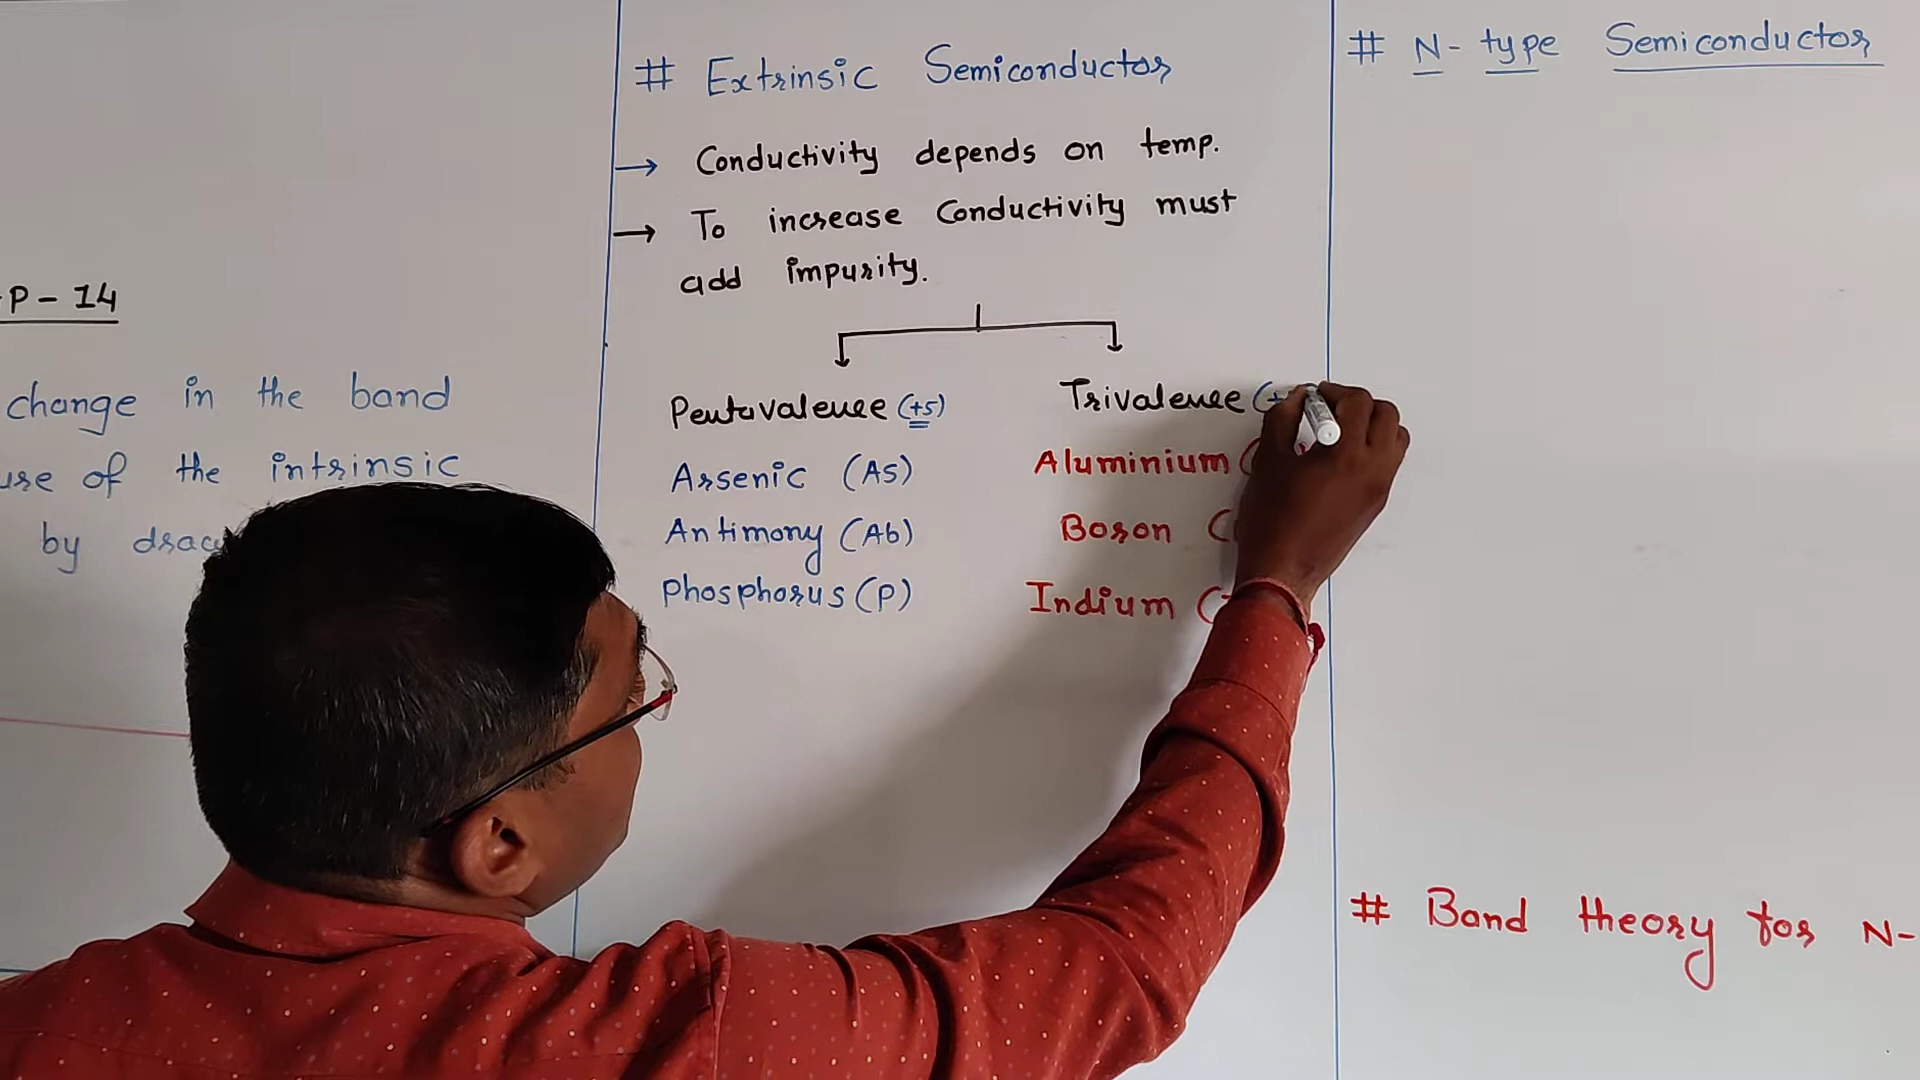 P - 14
change in the band
of the intrinsic
by
# Extrinsic Semiconductor
→ Conductivity depends on temp.
→ To increase Conductivity must
add impurity.
Pentavalence (+5)
Arsenic (As)
Antimony (Ab)
Phosphorus (P)
Trivalence (+
Aluminium (
Boron (
Indium (
# N - type Semiconductor
# Band theory for N-